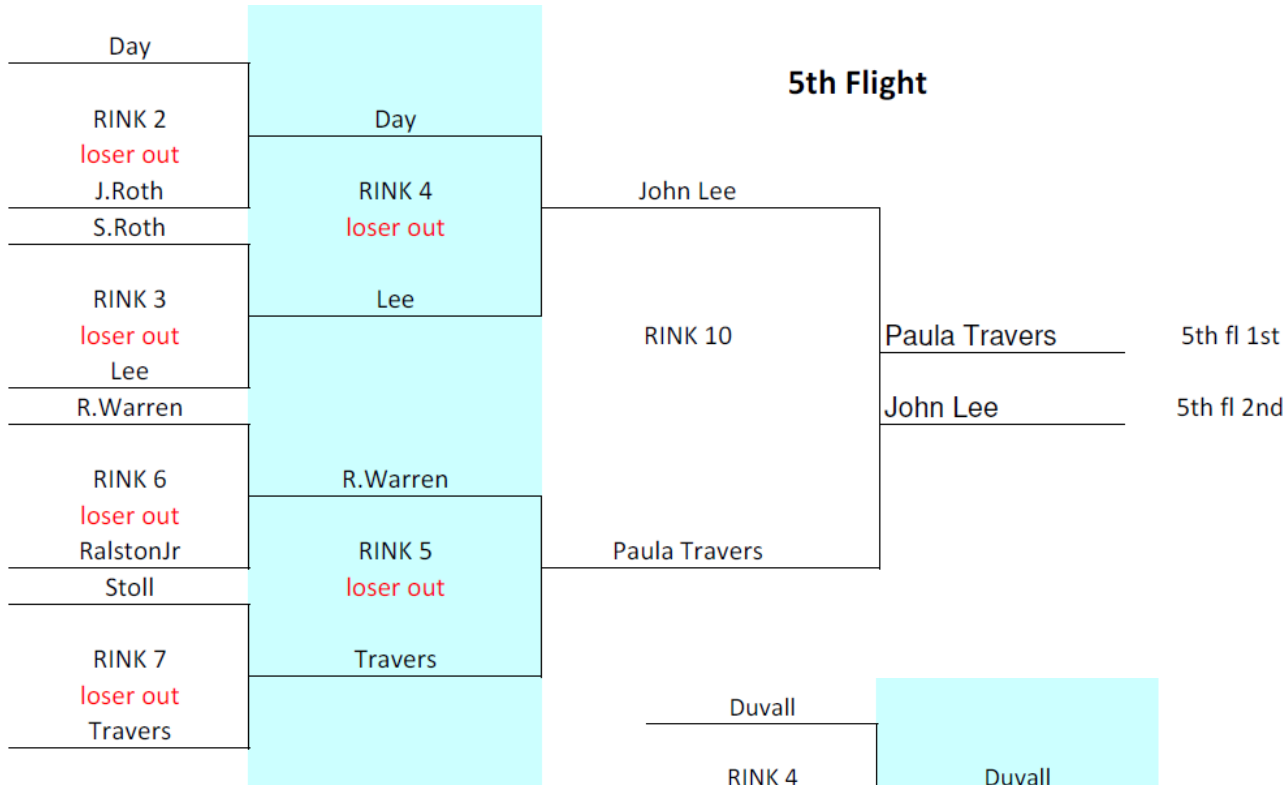 Day
5th Flight
RINK 2
Day
loser out
J.Roth
RINK 4
John Lee
S.Roth
loser out
RINK 3
Lee
loser out
RINK 10
Paula Travers
5th fl 1st
Lee
R.Warren
John Lee
5th fl 2nd
RINK 6
R.Warren
loser out
RalstonJr
RINK 5
Paula Travers
Stoll
loser out
RINK 7
Travers
loser out
Duvall
Travers
RINK 4
Duvall